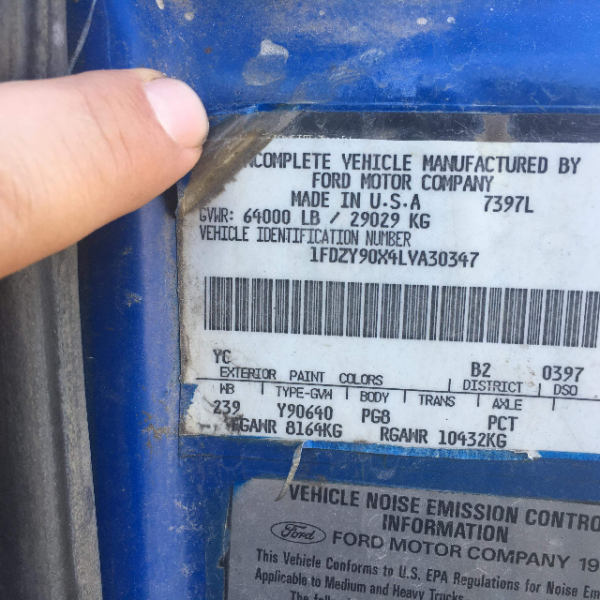 INCOMPLETE VEHICLE MANUFACTURED BY
FORD MOTOR COMPANY
MADE IN U.S.A 7397L
GVWR: 64000 LB / 29029 KG
VEHICLE IDENTIFICATION NUMBER
1FDZY90X4LVA30347
YC B2 0397
EXTERIOR PAINT COLORS DISTRICT DSO
WB TYPE-GVW BODY TRANS AXLE
239 Y90640 PG8 PCT
FGAWR 8164KG RGAWR 10432KG
VEHICLE NOISE EMISSION CONTRO
INFORMATION
Ford FORD MOTOR COMPANY 19
This Vehicle Conforms to U.S. EPA Regulations for Noise Em
Applicable to Medium and Heavy Trucks.
The